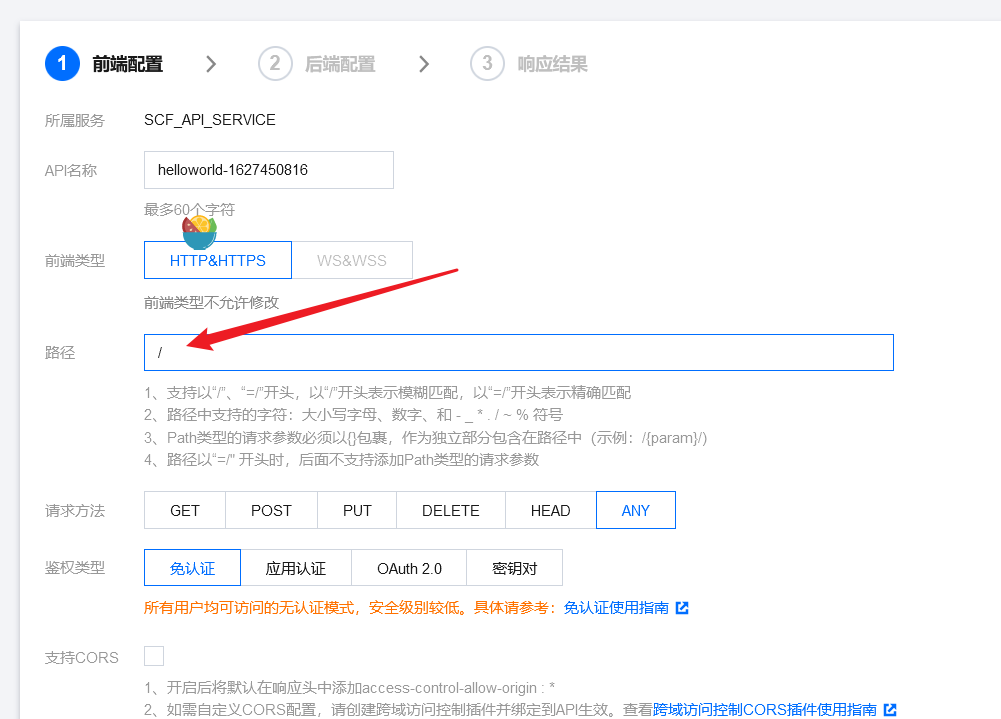 1 前端配置 2 后端配置 3 响应结果
所属服务 SCF_API_SERVICE
API名称 helloworld-1627450816
最多60个字符
前端类型 HTTP&HTTPS WS&WSS
前端类型不允许修改
路径 /
1、支持以“/”、“=/”开头，以“/”开头表示模糊匹配，以“=/”开头表示精确匹配
2、路径中支持的字符：大小写字母、数字、和 - _ * . / ~ % 符号
3、Path类型的请求参数必须以{}包裹，作为独立部分包含在路径中（示例：/{param}/）
4、路径以“=/” 开头时，后面不支持添加Path类型的请求参数
请求方法 GET POST PUT DELETE HEAD ANY
鉴权类型 免认证 应用认证 OAuth 2.0 密钥对
所有用户均可访问的无认证模式，安全级别较低。具体请参考：免认证使用指南
支持CORS
1、开启后将默认在响应头中添加access-control-allow-origin : *
2、如需自定义CORS配置，请创建跨域访问控制插件并绑定到API生效。查看跨域访问控制CORS插件使用指南